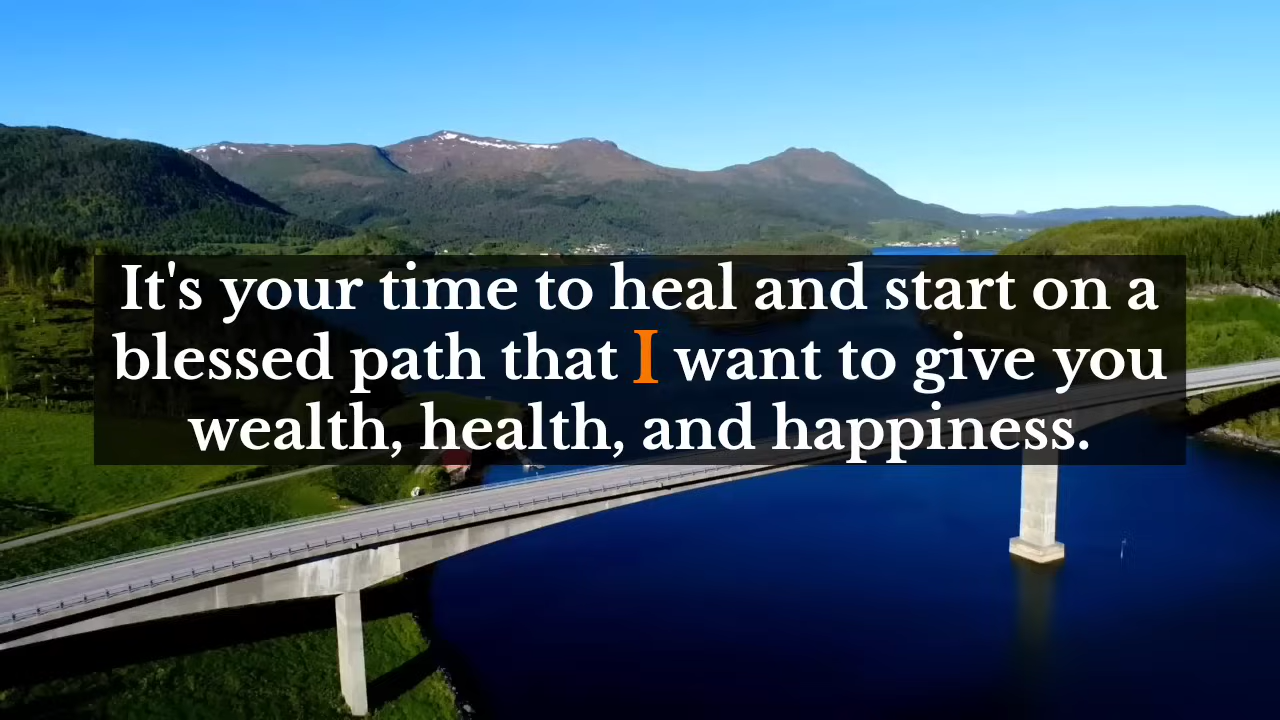 It's your time to heal and start on a
blessed path that I want to give you
wealth, health, and happiness.